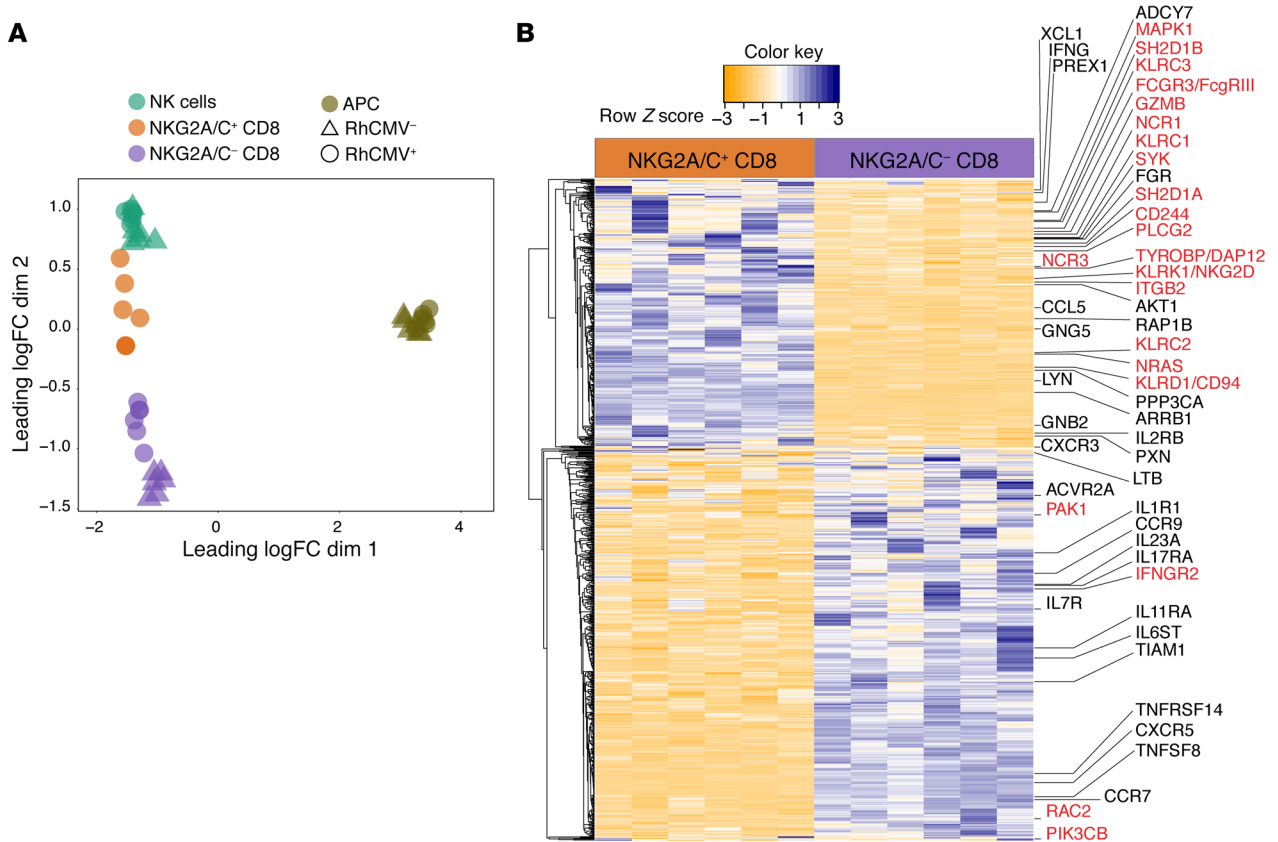 A
NK cells
NKG2A/C⁺ CD8
NKG2A/C⁻ CD8
APC
RhCMV⁻
RhCMV⁺
1.0
0.5
0.0
−0.5
−1.0
−1.5
Leading logFC dim 2
−2
0
2
4
Leading logFC dim 1
B
Color key
Row Z score
−3
−1
1
3
NKG2A/C⁺ CD8
NKG2A/C⁻ CD8
XCL1
IFNG
PREX1
ADCY7
MAPK1
SH2D1B
KLRC3
FCGR3/FcgRIII
GZMB
NCR1
KLRC1
SYK
FGR
SH2D1A
CD244
PLCG2
NCR3
TYROBP/DAP12
KLRK1/NKG2D
ITGB2
CCL5
AKT1
RAP1B
GNG5
KLRC2
NRAS
LYN
KLRD1/CD94
PPP3CA
ARRB1
GNB2
IL2RB
CXCR3
PXN
LTB
ACVR2A
PAK1
IL1R1
CCR9
IL23A
IL17RA
IFNGR2
IL7R
IL11RA
IL6ST
TIAM1
TNFRSF14
CXCR5
TNFSF8
CCR7
RAC2
PIK3CB